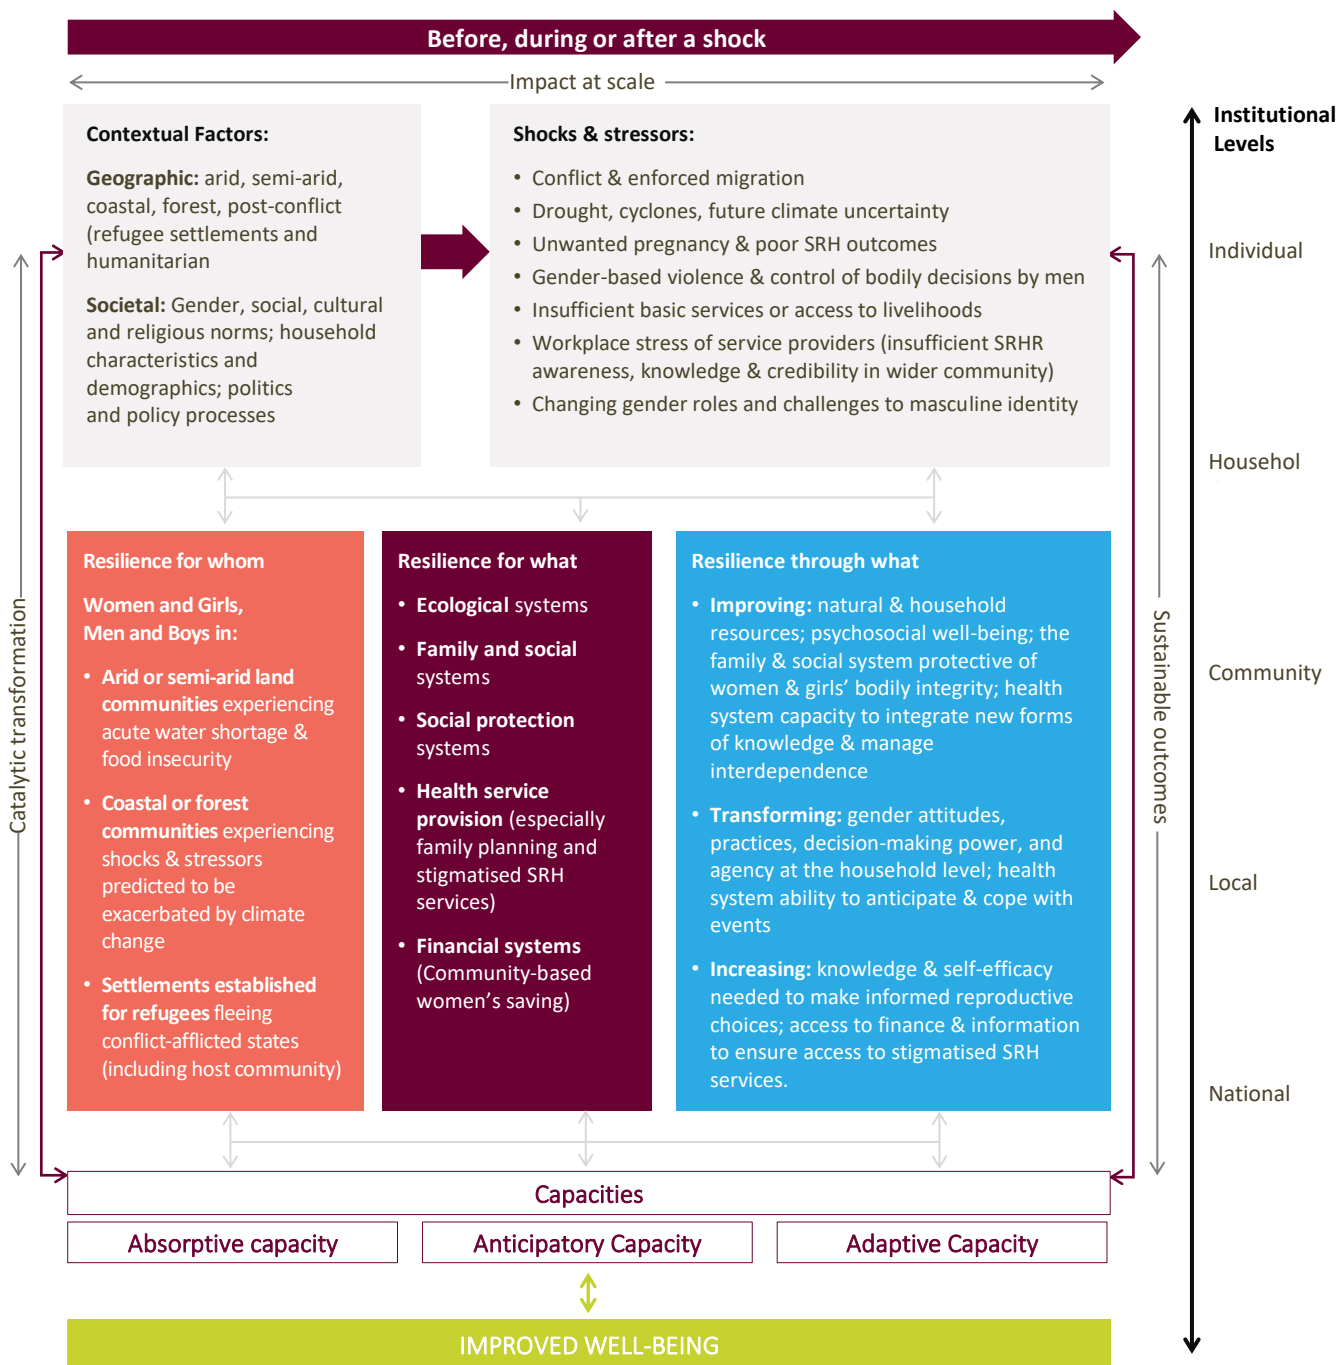 Before, during or after a shock
Impact at scale
Contextual Factors:
Geographic: arid, semi-arid,
coastal, forest, post-conflict
(refugee settlements and
humanitarian
Societal: Gender, social, cultural
and religious norms; household
characteristics and
demographics; politics
and policy processes
Shocks & stressors:
• Conflict & enforced migration
• Drought, cyclones, future climate uncertainty
• Unwanted pregnancy & poor SRH outcomes
• Gender-based violence & control of bodily decisions by men
• Insufficient basic services or access to livelihoods
• Workplace stress of service providers (insufficient SRHR
awareness, knowledge & credibility in wider community)
• Changing gender roles and challenges to masculine identity
Institutional
Levels
Individual
Househol
Community
Local
National
Catalytic transformation
Sustainable outcomes
Resilience for whom
Women and Girls,
Men and Boys in:
• Arid or semi-arid land
communities experiencing
acute water shortage &
food insecurity
• Coastal or forest
communities experiencing
shocks & stressors
predicted to be
exacerbated by climate
change
• Settlements established
for refugees fleeing
conflict-afflicted states
(including host community)
Resilience for what
• Ecological systems
• Family and social
systems
• Social protection
systems
• Health service
provision (especially
family planning and
stigmatised SRH
services)
• Financial systems
(Community-based
women's saving)
Resilience through what
• Improving: natural & household
resources; psychosocial well-being; the
family & social system protective of
women & girls' bodily integrity; health
system capacity to integrate new forms
of knowledge & manage
interdependence
• Transforming: gender attitudes,
practices, decision-making power, and
agency at the household level; health
system ability to anticipate & cope with
events
• Increasing: knowledge & self-efficacy
needed to make informed reproductive
choices; access to finance & information
to ensure access to stigmatised SRH
services.
Capacities
Absorptive capacity
Anticipatory Capacity
Adaptive Capacity
IMPROVED WELL-BEING